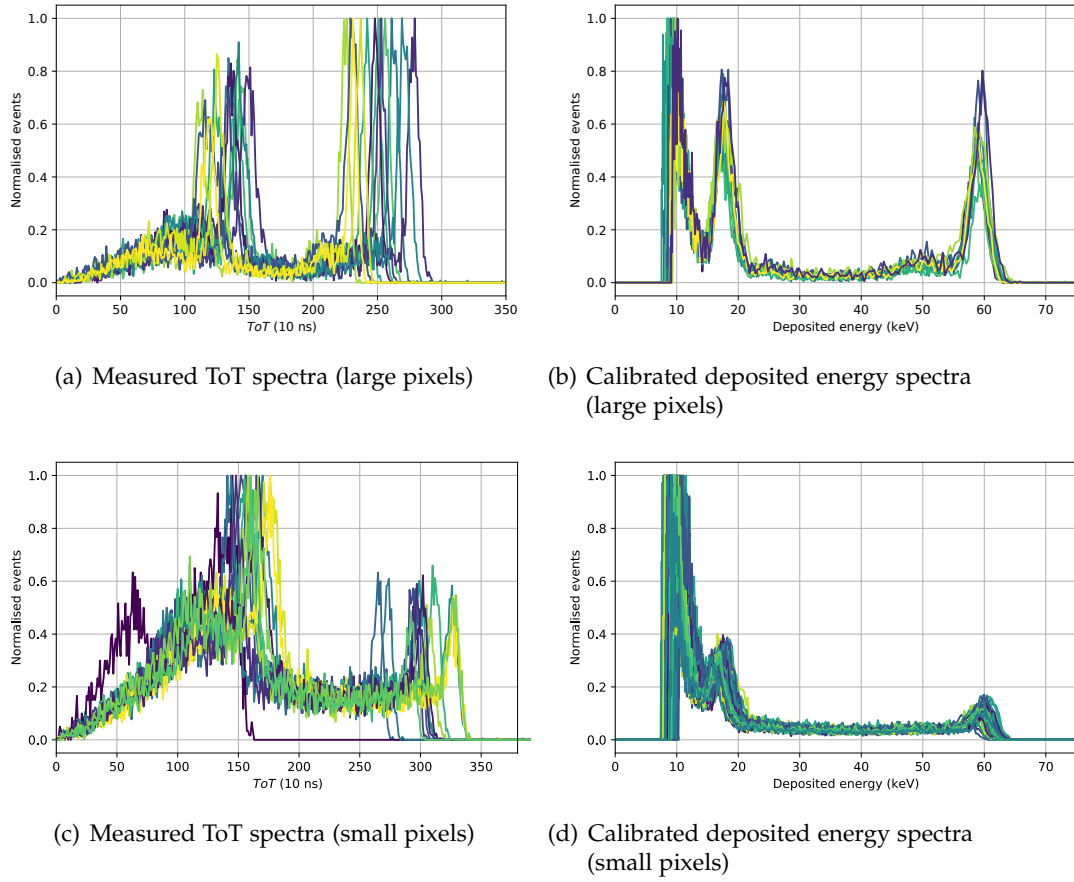 1.0
0.8
0.6
0.4
0.2
0.0
Normalised events
0 50 100 150 200 250 300 350
ToT (10 ns)
(a) Measured ToT spectra (large pixels)
1.0
0.8
0.6
0.4
0.2
0.0
Normalised events
0 10 20 30 40 50 60 70
Deposited energy (keV)
(b) Calibrated deposited energy spectra
(large pixels)
1.0
0.8
0.6
0.4
0.2
0.0
Normalised events
0 50 100 150 200 250 300 350
ToT (10 ns)
(c) Measured ToT spectra (small pixels)
1.0
0.8
0.6
0.4
0.2
0.0
Normalised events
0 10 20 30 40 50 60 70
Deposited energy (keV)
(d) Calibrated deposited energy spectra
(small pixels)